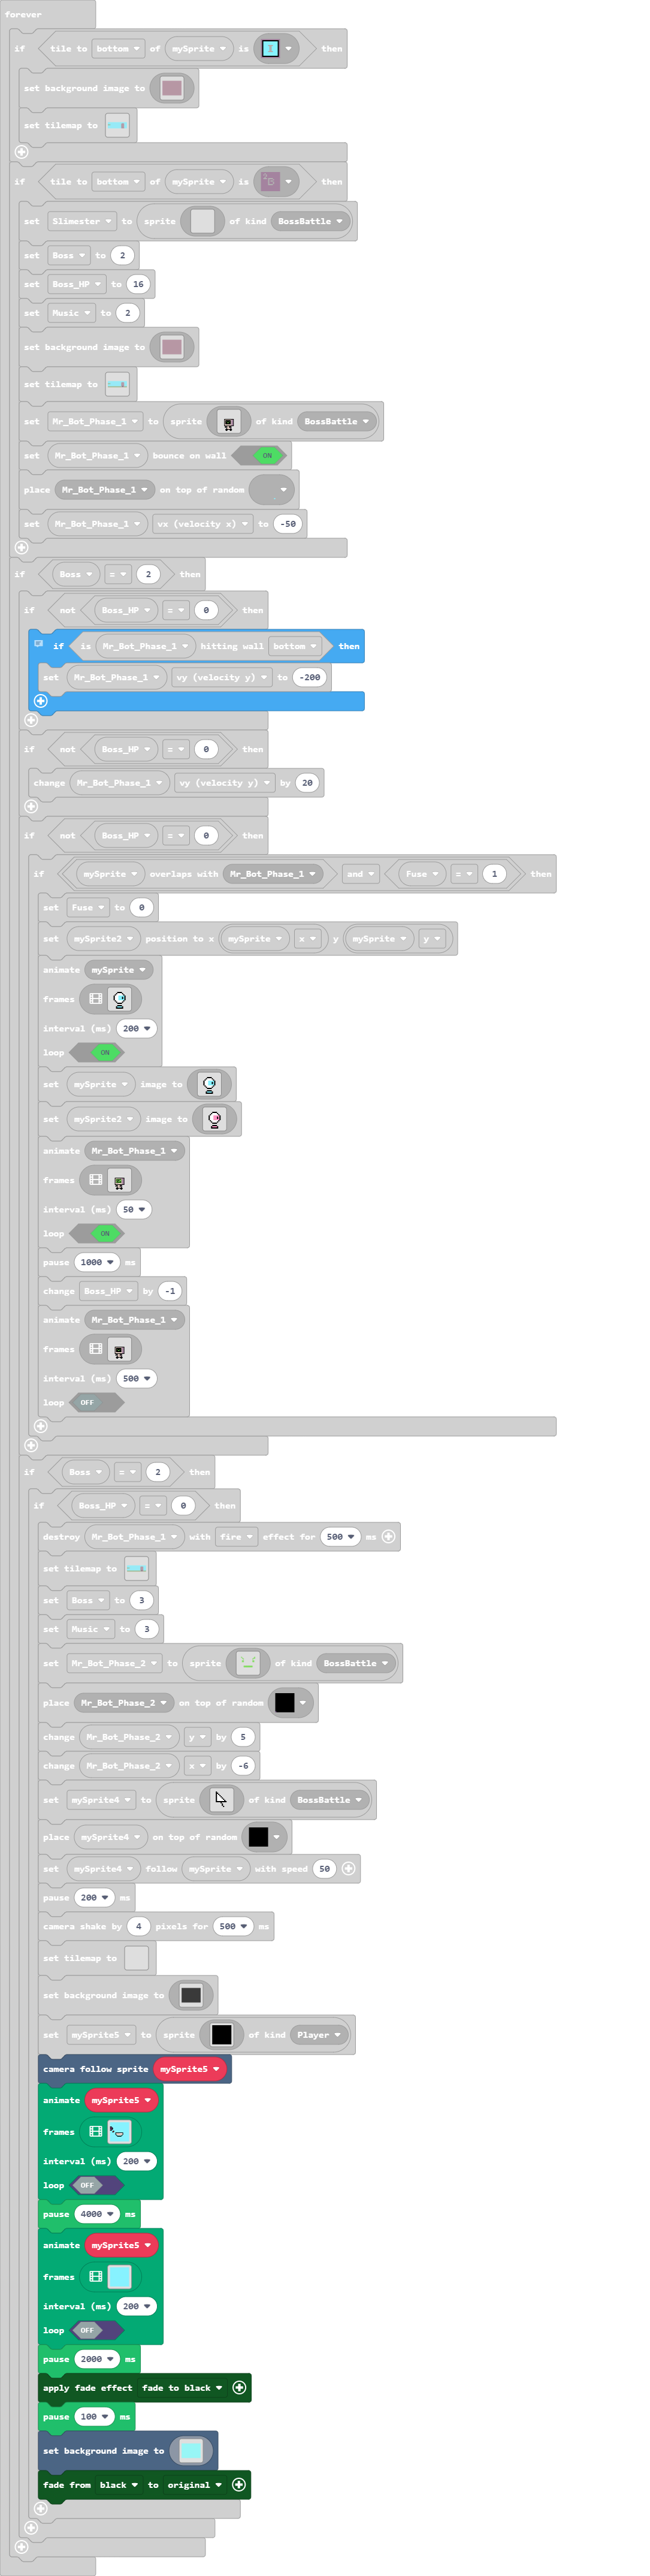 forever
if tile to bottom of mySprite is then
set background image to
set tilemap to
if tile to bottom of mySprite is then
set Slimester to sprite of kind BossBattle
set Boss to 2
set Boss_HP to 16
set Music to 2
set background image to
set tilemap to
set Mr_Bot_Phase_1 to sprite of kind BossBattle
set Mr_Bot_Phase_1 bounce on wall ON
place Mr_Bot_Phase_1 on top of random
set Mr_Bot_Phase_1 vx (velocity x) to -50
if Boss = 2 then
if not Boss_HP = 0 then
if is Mr_Bot_Phase_1 hitting wall bottom then
set Mr_Bot_Phase_1 vy (velocity y) to -200
if not Boss_HP = 0 then
change Mr_Bot_Phase_1 vy (velocity y) by 20
if not Boss_HP = 0 then
if mySprite overlaps with Mr_Bot_Phase_1 and Fuse = 1 then
set Fuse to 0
set mySprite2 position to x mySprite x y mySprite y
animate mySprite
frames
interval (ms) 200
loop ON
set mySprite image to
set mySprite2 image to
animate Mr_Bot_Phase_1
frames
interval (ms) 50
loop ON
pause 1000 ms
change Boss_HP by -1
animate Mr_Bot_Phase_1
frames
interval (ms) 500
loop OFF
if Boss = 2 then
if Boss_HP = 0 then
destroy Mr_Bot_Phase_1 with fire effect for 500 ms
set tilemap to
set Boss to 3
set Music to 3
set Mr_Bot_Phase_2 to sprite of kind BossBattle
place Mr_Bot_Phase_2 on top of random
change Mr_Bot_Phase_2 y by 5
change Mr_Bot_Phase_2 x by -6
set mySprite4 to sprite of kind BossBattle
place mySprite4 on top of random
set mySprite4 follow mySprite with speed 50
pause 200 ms
camera shake by 4 pixels for 500 ms
set tilemap to
set background image to
set mySprite5 to sprite of kind Player
camera follow sprite mySprite5
animate mySprite5
frames
interval (ms) 200
loop OFF
pause 4000 ms
animate mySprite5
frames
interval (ms) 200
loop OFF
pause 2000 ms
apply fade effect fade to black
pause 100 ms
set background image to
fade from black to original